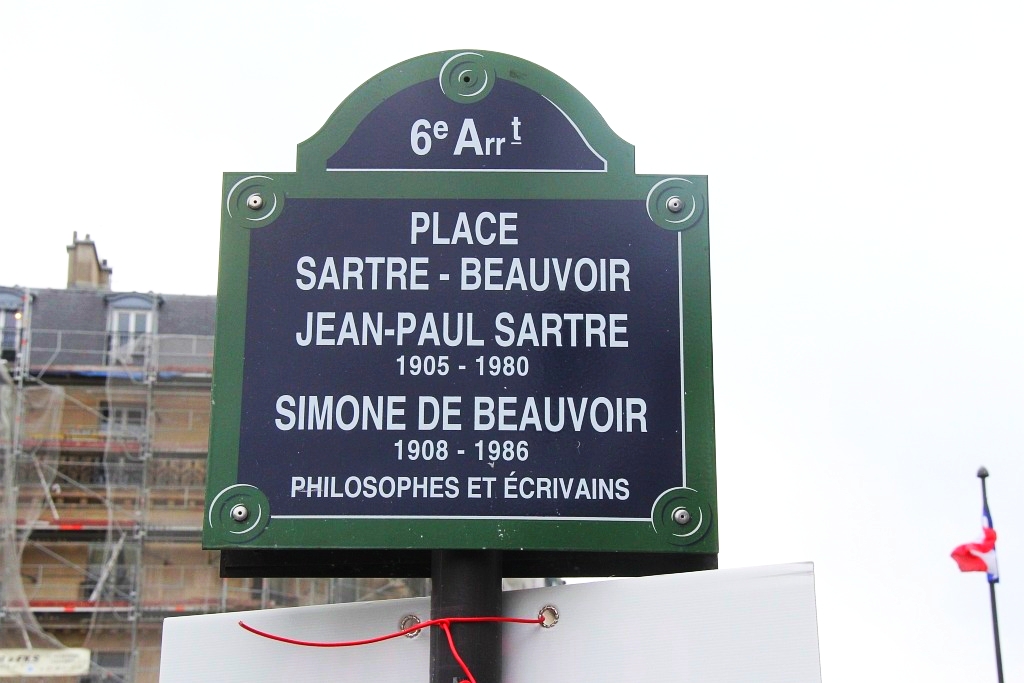 6e Arrt
PLACE
SARTRE - BEAUVOIR
JEAN-PAUL SARTRE
1905 - 1980
SIMONE DE BEAUVOIR
1908 - 1986
PHILOSOPHES ET ÉCRIVAINS